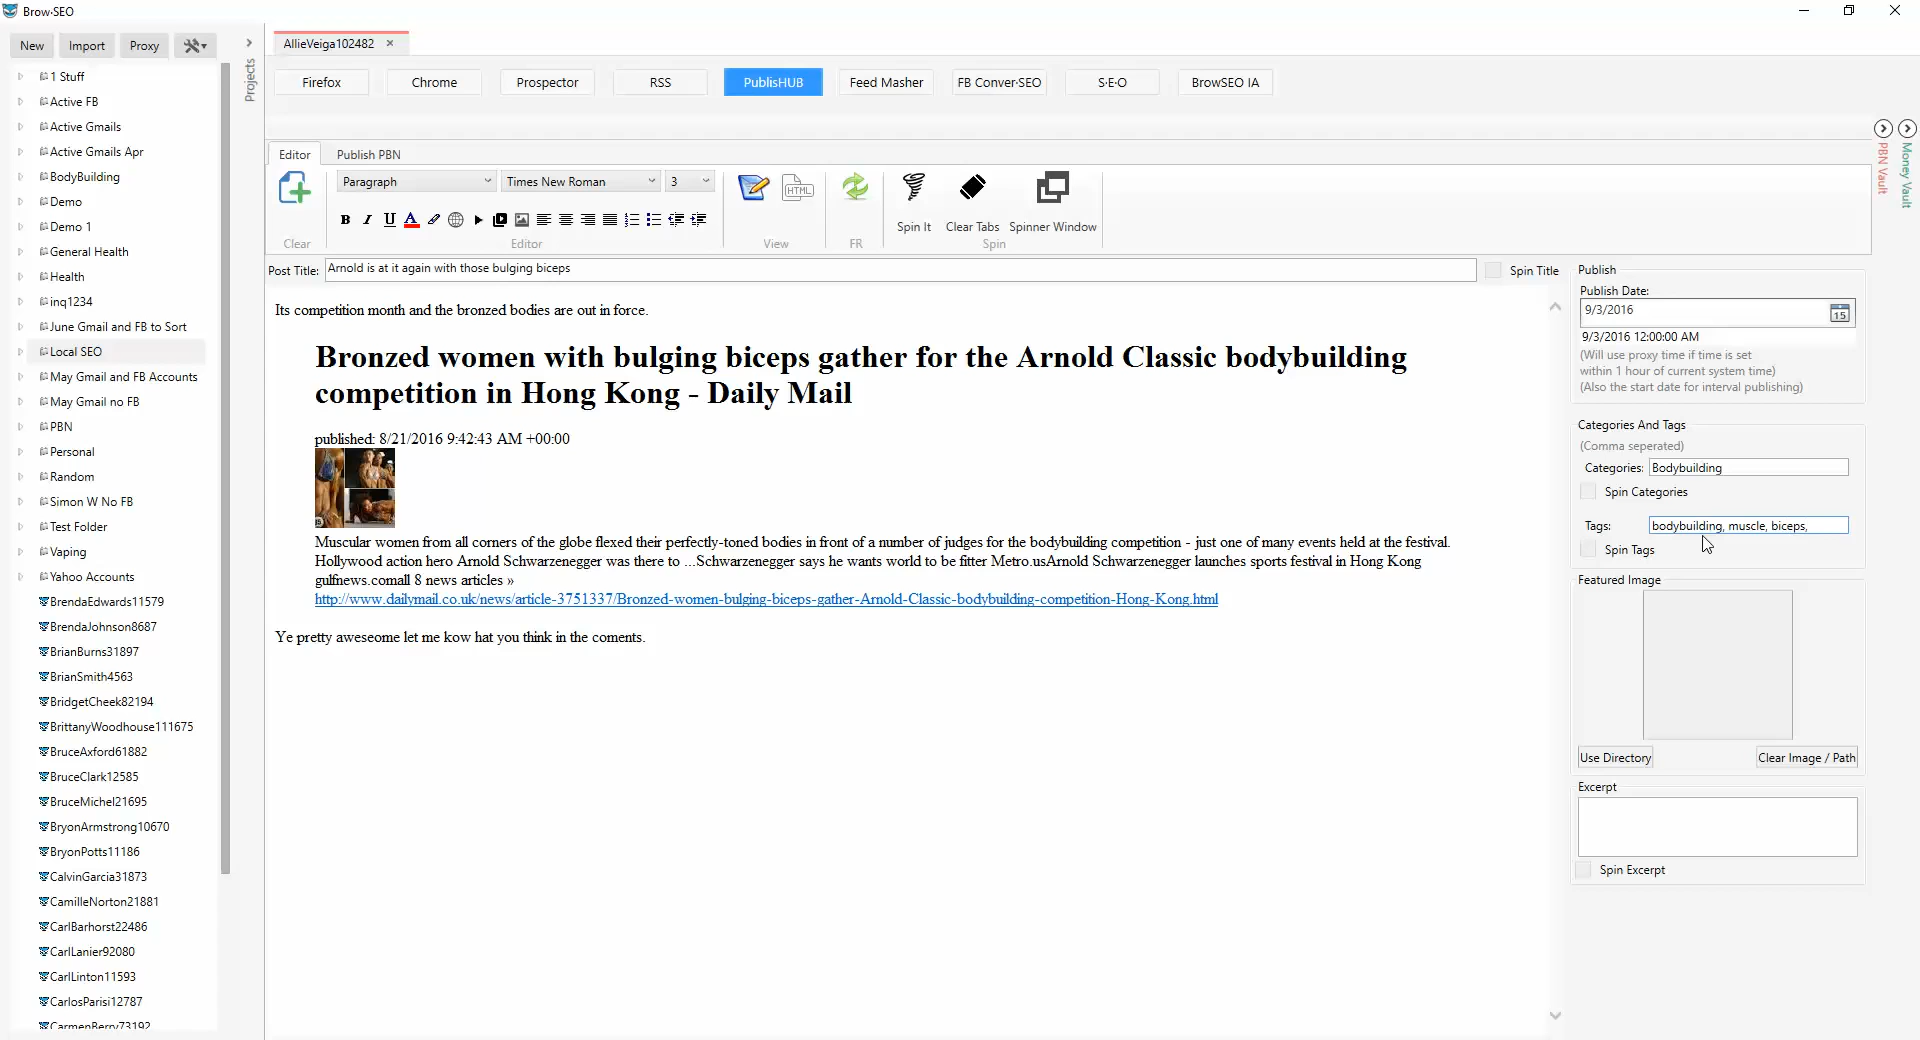 Brow·SEO
New Import Proxy
Projects
1 Stuff
Active FB
Active Gmails
Active Gmails Apr
BodyBuilding
Demo
Demo 1
General Health
Health
inq1234
June Gmail and FB to Sort
Local SEO
May Gmail and FB Accounts
May Gmail no FB
PBN
Personal
Random
Simon W No FB
Test Folder
Vaping
Yahoo Accounts
BrendaEdwards11579
BrendaJohnson8687
BrianBurns31897
BrianSmith4563
BridgetCheek82194
BrittanyWoodhouse111675
BruceAxford61882
BruceClark12585
BruceMichel21695
BryonArmstrong10670
BryonPotts11186
CalvinGarcia31873
CamilleNorton21881
CarlBarhorst22486
CarlLanier92080
CarlLinton11593
CarlosParisi12787
CarmenBerry73192
AllieVeiga102482 ×
Firefox Chrome Prospector RSS PublisHUB Feed Masher FB Conver·SEO S·E·O BrowSEO IA
Editor Publish PBN
Paragraph Times New Roman 3
HTML
B I U A
Spin It Clear Tabs Spinner Window
Clear Editor View FR Spin
PBN Vault
Money Vault
Post Title: Arnold is at it again with those bulging biceps Spin Title
Its competition month and the bronzed bodies are out in force.
Bronzed women with bulging biceps gather for the Arnold Classic bodybuilding
competition in Hong Kong - Daily Mail
published: 8/21/2016 9:42:43 AM +00:00
Muscular women from all corners of the globe flexed their perfectly-toned bodies in front of a number of judges for the bodybuilding competition - just one of many events held at the festival.
Hollywood action hero Arnold Schwarzenegger was there to ...Schwarzenegger says he wants world to be fitter Metro.usArnold Schwarzenegger launches sports festival in Hong Kong
gulfnews.comall 8 news articles »
http://www.dailymail.co.uk/news/article-3751337/Bronzed-women-bulging-biceps-gather-Arnold-Classic-bodybuilding-competition-Hong-Kong.html
Ye pretty aweseome let me kow hat you think in the coments.
Publish
Publish Date:
9/3/2016
15
9/3/2016 12:00:00 AM
(Will use proxy time if time is set
within 1 hour of current system time)
(Also the start date for interval publishing)
Categories And Tags
(Comma seperated)
Categories: Bodybuilding
Spin Categories
Tags: bodybuilding, muscle, biceps,
Spin Tags
Featured Image
Use Directory Clear Image / Path
Excerpt
Spin Excerpt